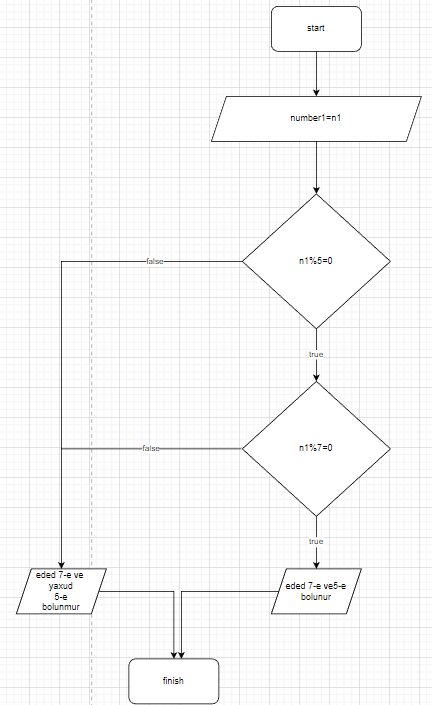 start
number1=n1
n1%5=0
false
true
n1%7=0
false
true
eded 7-e ve
yaxud
5-e
bolunmur
eded 7-e ve5-e
bolunur
finish